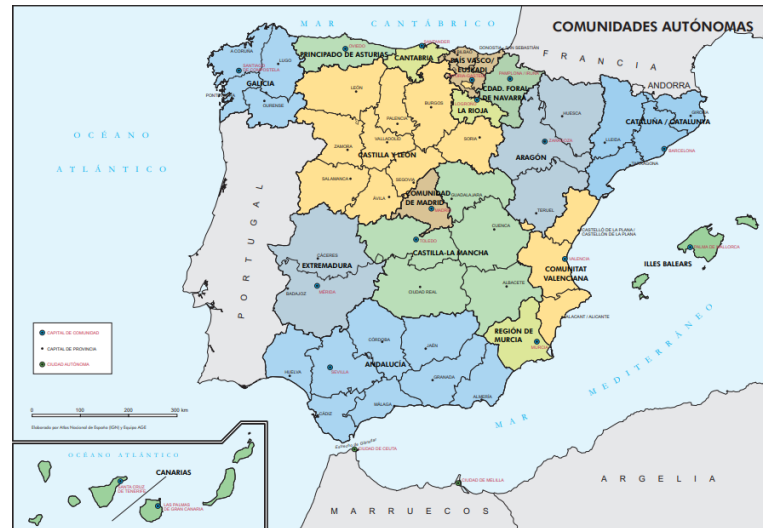 COMUNIDADES AUTÓNOMAS
MAR CANTÁBRICO
FRANCIA
ANDORRA
OCÉANO
ATLÁNTICO
PORTUGAL
A CORUÑA
LUGO
SANTIAGO
DE COMPOSTELA
GALICIA
PONTEVEDRA
OURENSE
OVIEDO
PRINCIPADO DE ASTURIAS
SANTANDER
CANTABRIA
BILBAO
DONOSTIA - SAN SEBASTIÁN
PAÍS VASCO/
EUSKADI
PAMPLONA / IRUÑA
CDAD. FORAL
DE NAVARRA
LOGROÑO
LA RIOJA
LEÓN
BURGOS
PALENCIA
VALLADOLID
ZAMORA
SORIA
CASTILLA Y LEÓN
SALAMANCA
SEGOVIA
ÁVILA
HUESCA
ZARAGOZA
ARAGÓN
TERUEL
LLEIDA
GIRONA
CATALUÑA / CATALUNYA
BARCELONA
TARRAGONA
COMUNIDAD
DE MADRID
MADRID
GUADALAJARA
CUENCA
TOLEDO
CASTILLA-LA MANCHA
CIUDAD REAL
ALBACETE
CÁCERES
EXTREMADURA
BADAJOZ
MÉRIDA
CASTELLÓ DE LA PLANA/
CASTELLÓN DE LA PLANA
VALENCIA
COMUNITAT
VALENCIANA
ALACANT / ALICANTE
PALMA DE MALLORCA
ILLES BALEARS
REGIÓN DE
MURCIA
MURCIA
CÓRDOBA
JAÉN
ANDALUCÍA
HUELVA
SEVILLA
GRANADA
ALMERÍA
MÁLAGA
CÁDIZ
MAR MEDITERRÁNEO
Estrecho de Gibraltar
CIUDAD DE CEUTA
CIUDAD DE MELILLA
MARRUECOS
ARGELIA
CAPITAL DE COMUNIDAD
CAPITAL DE PROVINCIA
CIUDAD AUTÓNOMA
0 100 200 300 km
OCÉANO ATLÁNTICO
CANARIAS
SANTA CRUZ
DE TENERIFE
LAS PALMAS
DE GRAN CANARIA